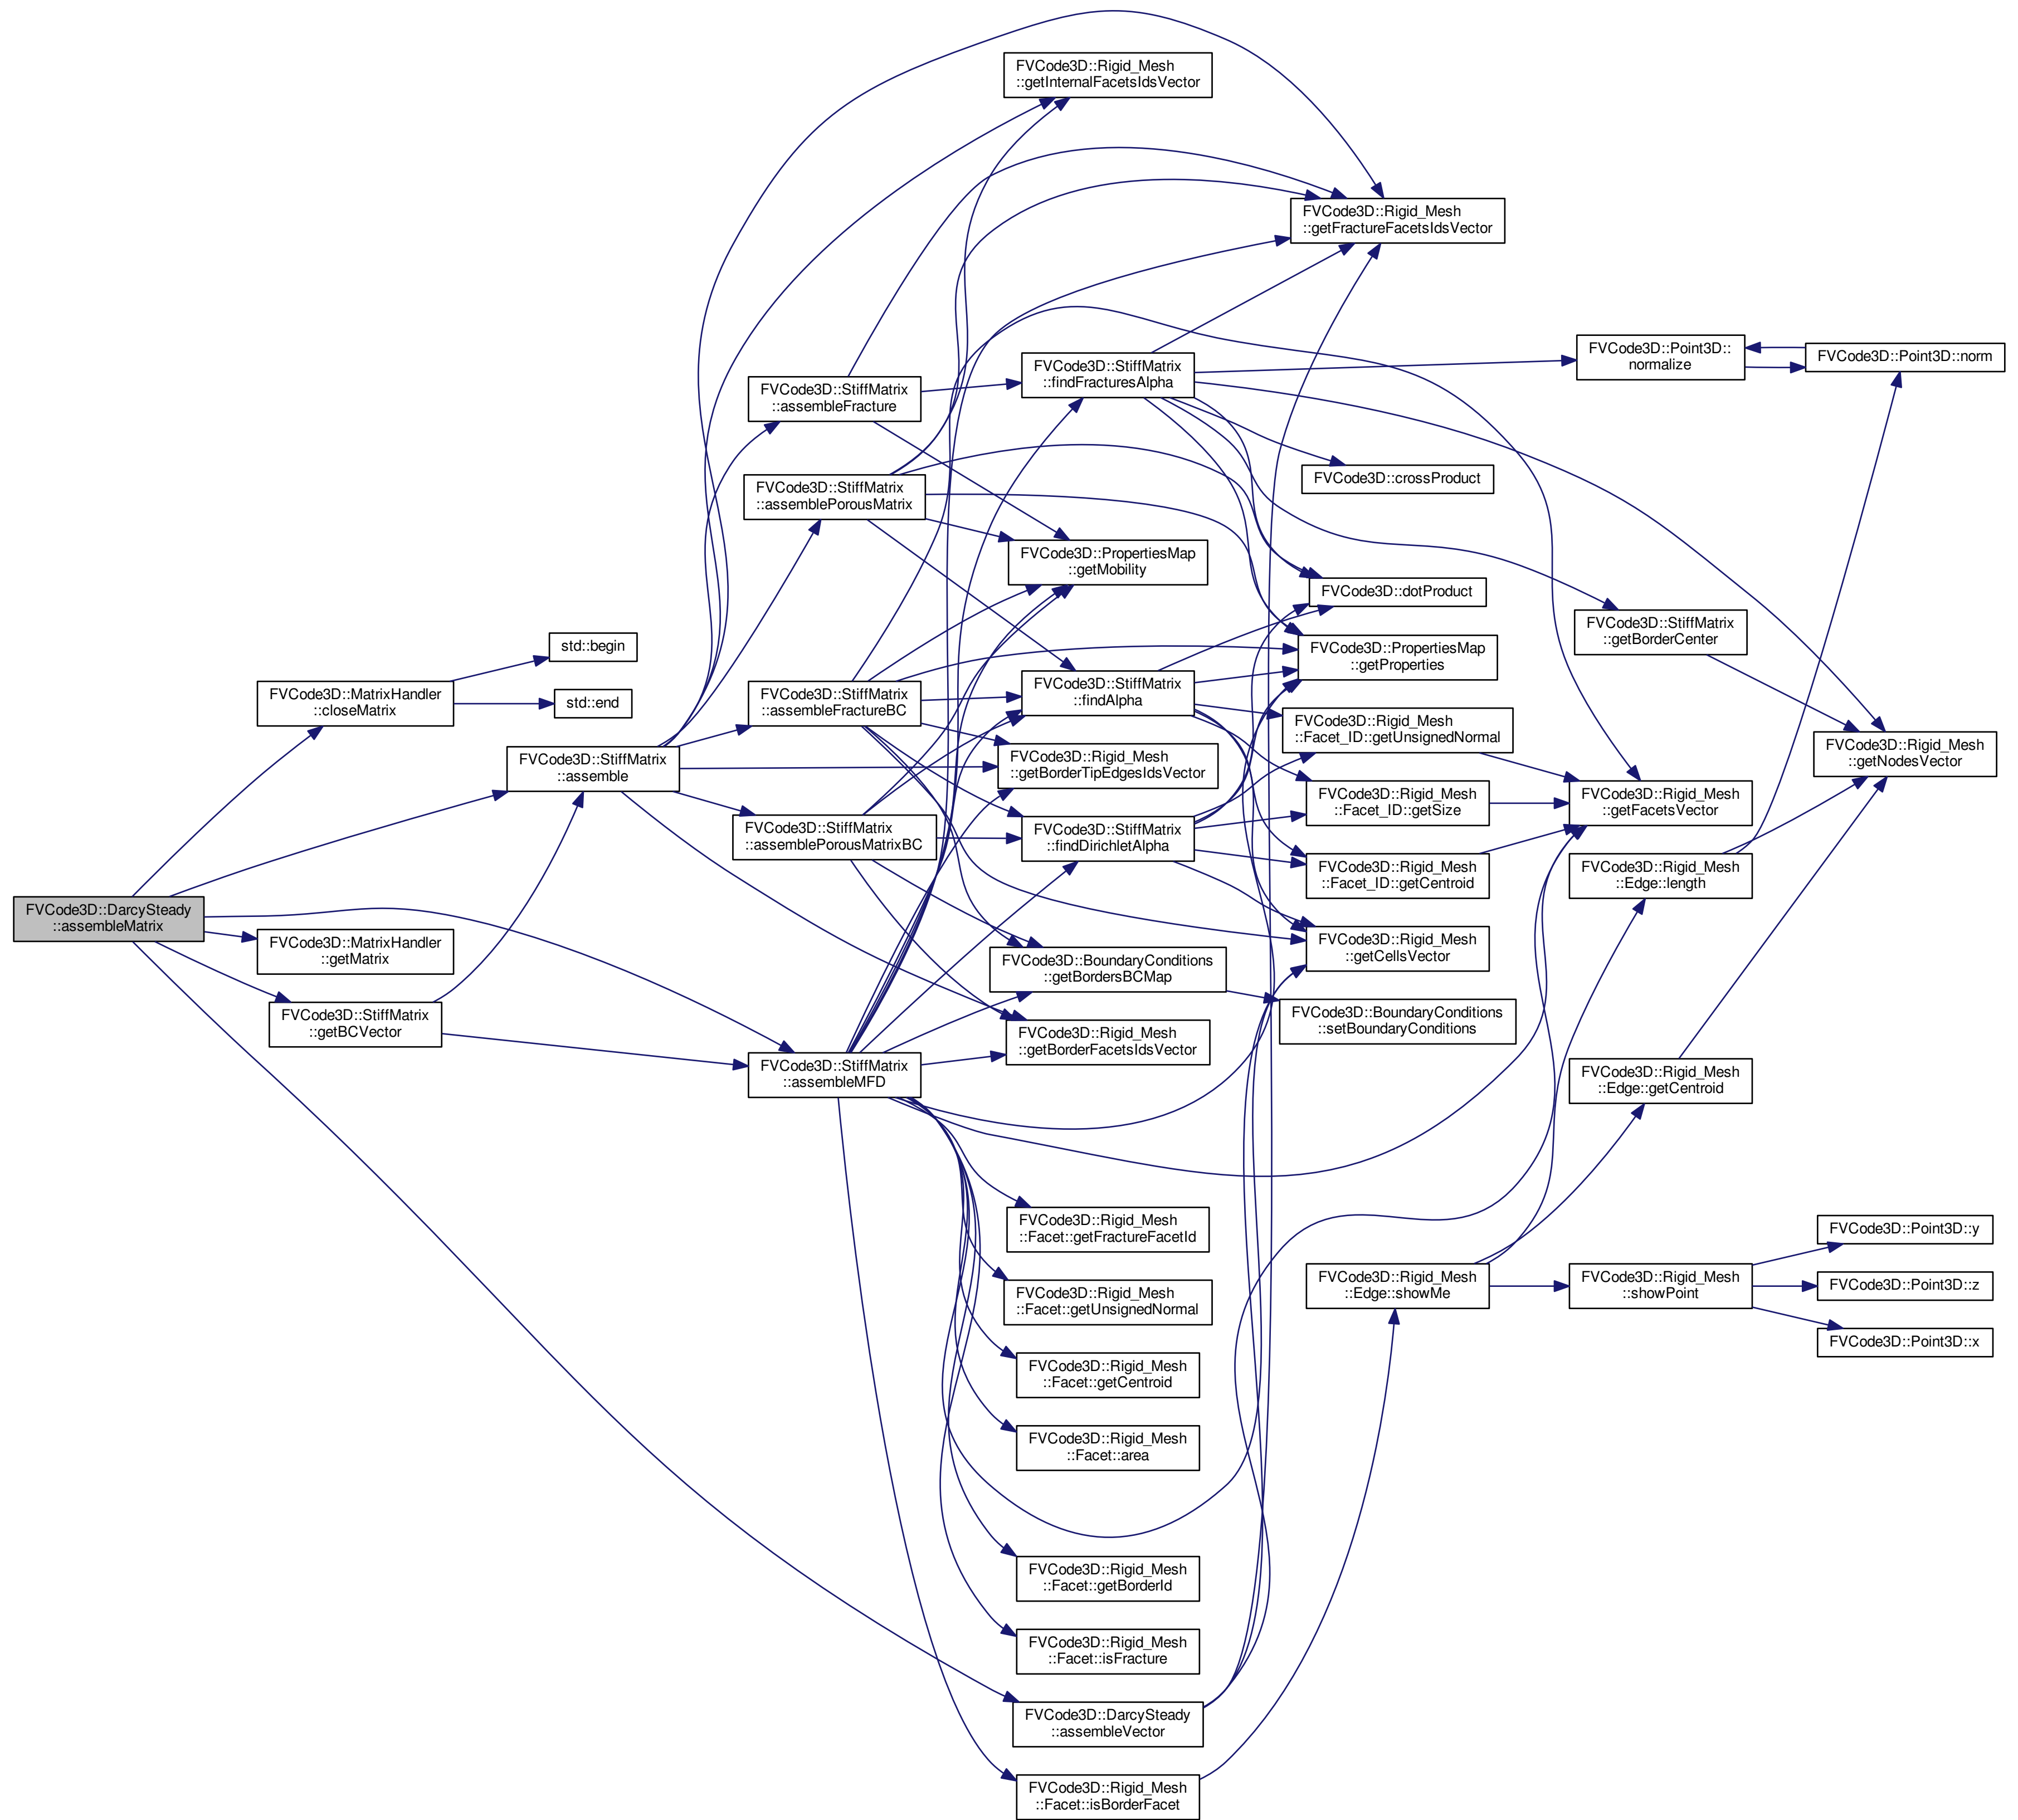 FVCode3D::DarcySteady
::assembleMatrix
FVCode3D::MatrixHandler
::closeMatrix
FVCode3D::MatrixHandler
::getMatrix
FVCode3D::StiffMatrix
::getBCVector
std::begin
std::end
FVCode3D::StiffMatrix
::assemble
FVCode3D::StiffMatrix
::assembleFracture
FVCode3D::StiffMatrix
::assemblePorousMatrix
FVCode3D::StiffMatrix
::assembleFractureBC
FVCode3D::StiffMatrix
::assemblePorousMatrixBC
FVCode3D::StiffMatrix
::assembleMFD
FVCode3D::Rigid_Mesh
::getInternalFacetsIdsVector
FVCode3D::StiffMatrix
::findFracturesAlpha
FVCode3D::PropertiesMap
::getMobility
FVCode3D::StiffMatrix
::findAlpha
FVCode3D::Rigid_Mesh
::getBorderTipEdgesIdsVector
FVCode3D::StiffMatrix
::findDirichletAlpha
FVCode3D::BoundaryConditions
::getBordersBCMap
FVCode3D::Rigid_Mesh
::getBorderFacetsIdsVector
FVCode3D::Rigid_Mesh
::Facet::getFractureFacetId
FVCode3D::Rigid_Mesh
::Facet::getUnsignedNormal
FVCode3D::Rigid_Mesh
::Facet::getCentroid
FVCode3D::Rigid_Mesh
::Facet::area
FVCode3D::Rigid_Mesh
::Facet::getBorderId
FVCode3D::Rigid_Mesh
::Facet::isFracture
FVCode3D::DarcySteady
::assembleVector
FVCode3D::Rigid_Mesh
::Facet::isBorderFacet
FVCode3D::Rigid_Mesh
::getFractureFacetsIdsVector
FVCode3D::crossProduct
FVCode3D::dotProduct
FVCode3D::PropertiesMap
::getProperties
FVCode3D::Rigid_Mesh
::Facet_ID::getUnsignedNormal
FVCode3D::Rigid_Mesh
::Facet_ID::getSize
FVCode3D::Rigid_Mesh
::Facet_ID::getCentroid
FVCode3D::Rigid_Mesh
::getCellsVector
FVCode3D::BoundaryConditions
::setBoundaryConditions
FVCode3D::Rigid_Mesh
::Edge::showMe
FVCode3D::Point3D::
normalize
FVCode3D::StiffMatrix
::getBorderCenter
FVCode3D::Rigid_Mesh
::getFacetsVector
FVCode3D::Rigid_Mesh
::Edge::length
FVCode3D::Rigid_Mesh
::Edge::getCentroid
FVCode3D::Rigid_Mesh
::showPoint
FVCode3D::Point3D::norm
FVCode3D::Rigid_Mesh
::getNodesVector
FVCode3D::Point3D::y
FVCode3D::Point3D::z
FVCode3D::Point3D::x